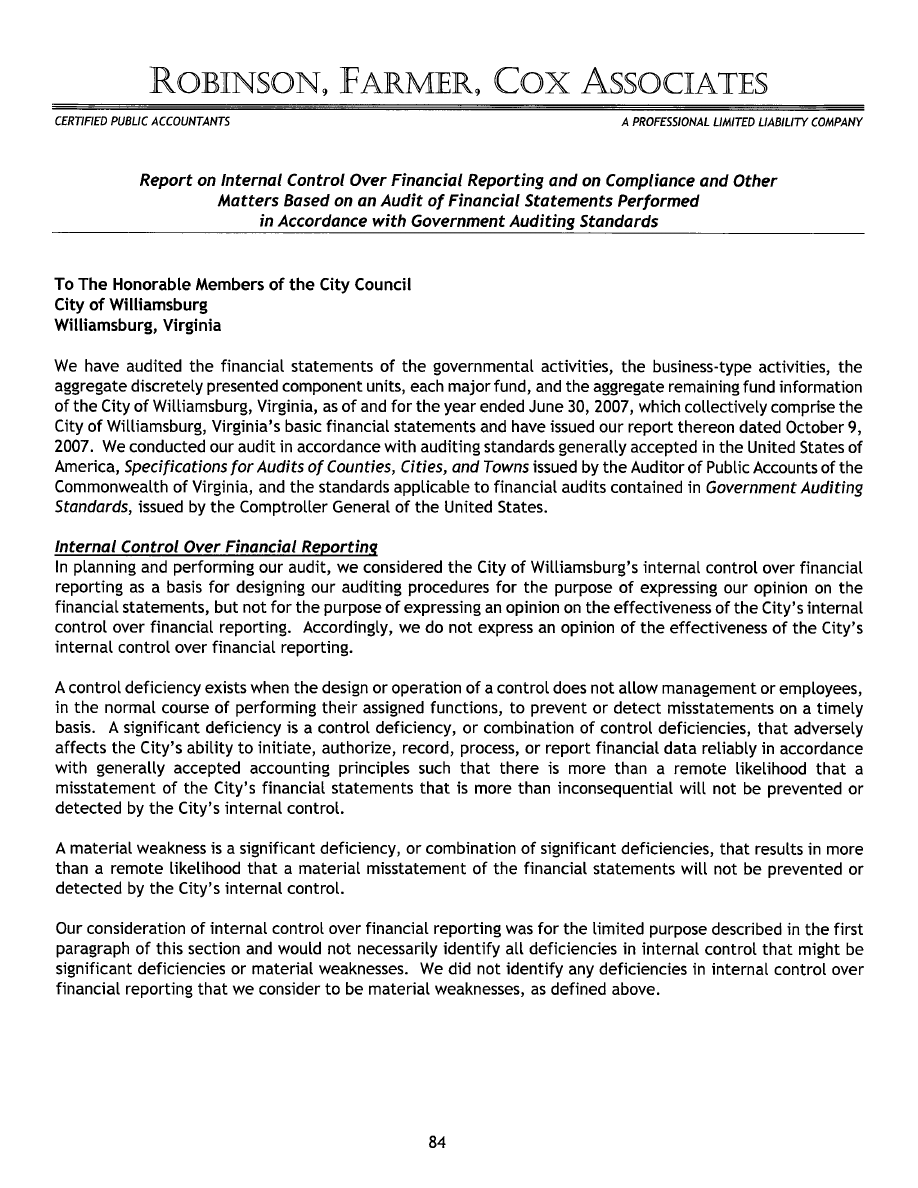 ROBINSON, FARMER, COX ASSOCIATES
CERTIFIED PUBLIC ACCOUNTANTS A PROFESSIONAL LIMITED LIABILITY COMPANY
Report on Internal Control Over Financial Reporting and on Compliance and Other
Matters Based on an Audit of Financial Statements Performed
in Accordance with Government Auditing Standards
To The Honorable Members of the City Council
City of Williamsburg
Williamsburg, Virginia
We have audited the financial statements of the governmental activities, the business-type activities, the
aggregate discretely presented component units, each major fund, and the aggregate remaining fund information
of the City of Williamsburg, Virginia, as of and for the year ended June 30, 2007, which collectively comprise the
City of Williamsburg, Virginia's basic financial statements and have issued our report thereon dated October 9,
2007. We conducted our audit in accordance with auditing standards generally accepted in the United States of
America, Specifications for Audits of Counties, Cities, and Towns issued by the Auditor of Public Accounts of the
Commonwealth of Virginia, and the standards applicable to financial audits contained in Government Auditing
Standards, issued by the Comptroller General of the United States.
Internal Control Over Financial Reporting
In planning and performing our audit, we considered the City of Williamsburg's internal control over financial
reporting as a basis for designing our auditing procedures for the purpose of expressing our opinion on the
financial statements, but not for the purpose of expressing an opinion on the effectiveness of the City's internal
control over financial reporting. Accordingly, we do not express an opinion of the effectiveness of the City's
internal control over financial reporting.
A control deficiency exists when the design or operation of a control does not allow management or employees,
in the normal course of performing their assigned functions, to prevent or detect misstatements on a timely
basis. A significant deficiency is a control deficiency, or combination of control deficiencies, that adversely
affects the City's ability to initiate, authorize, record, process, or report financial data reliably in accordance
with generally accepted accounting principles such that there is more than a remote likelihood that a
misstatement of the City's financial statements that is more than inconsequential will not be prevented or
detected by the City's internal control.
A material weakness is a significant deficiency, or combination of significant deficiencies, that results in more
than a remote likelihood that a material misstatement of the financial statements will not be prevented or
detected by the City's internal control.
Our consideration of internal control over financial reporting was for the limited purpose described in the first
paragraph of this section and would not necessarily identify all deficiencies in internal control that might be
significant deficiencies or material weaknesses. We did not identify any deficiencies in internal control over
financial reporting that we consider to be material weaknesses, as defined above.
84